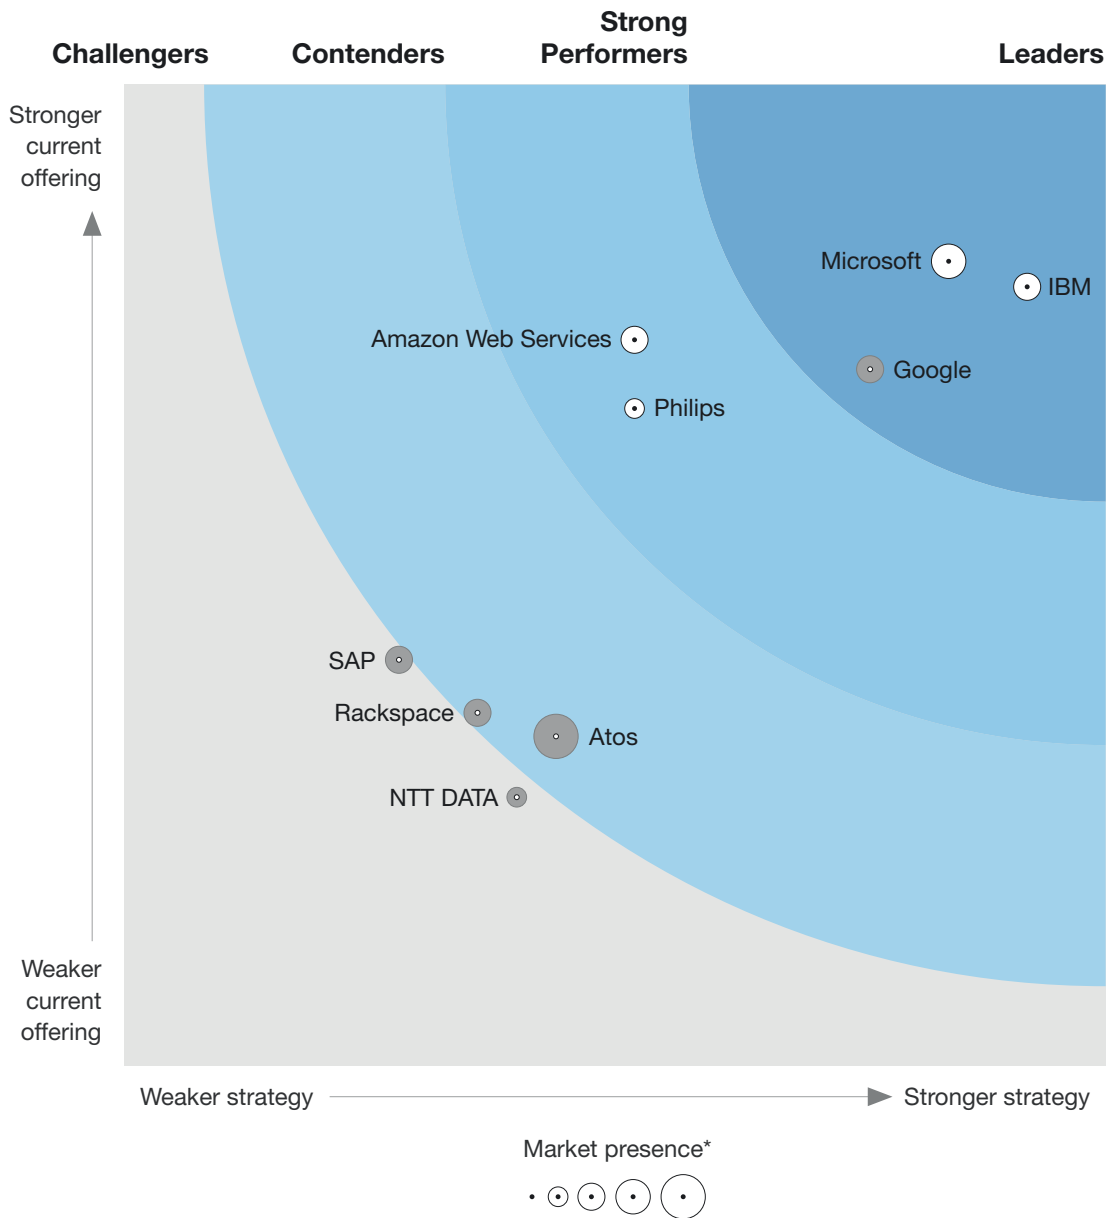 Strong
Challengers Contenders Performers Leaders
Stronger
current
offering
Microsoft
IBM
Amazon Web Services
Google
Philips
SAP
Rackspace
Atos
NTT DATA
Weaker
current
offering
Weaker strategy
Stronger strategy
Market presence*